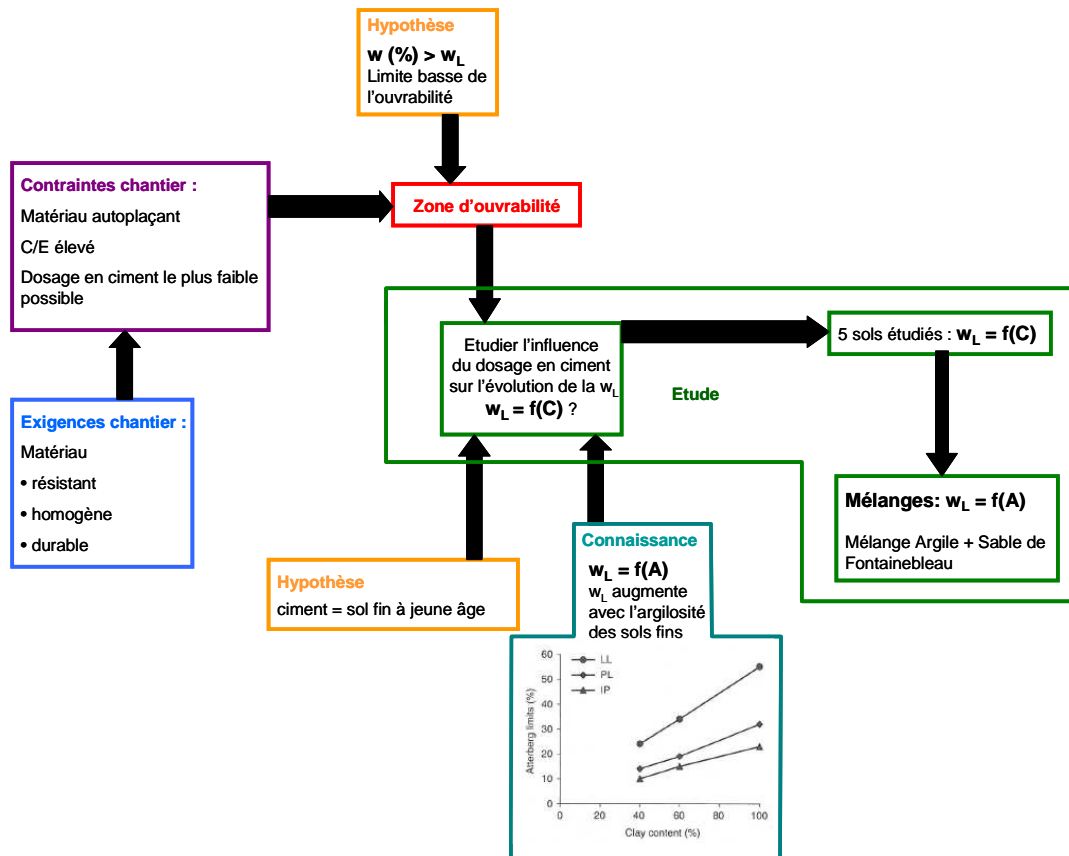 Hypothèse
w (%) > wL
Limite basse de
l'ouvrabilité
Contraintes chantier :
Matériau autoplaçant
C/E élevé
Dosage en ciment le plus faible
possible
Zone d'ouvrabilité
Exigences chantier :
Matériau
• résistant
• homogène
• durable
Etudier l'influence
du dosage en ciment
sur l'évolution de la wL
wL = f(C) ?
Etude
5 sols étudiés : wL = f(C)
Mélanges: wL = f(A)
Mélange Argile + Sable de
Fontainebleau
Hypothèse
ciment = sol fin à jeune âge
Connaissance
wL = f(A)
wL augmente
avec l'argilosité
des sols fins
LL
PL
IP
Atterberg limits (%)
60
50
40
30
20
10
0
0 20 40 60 80 100
Clay content (%)